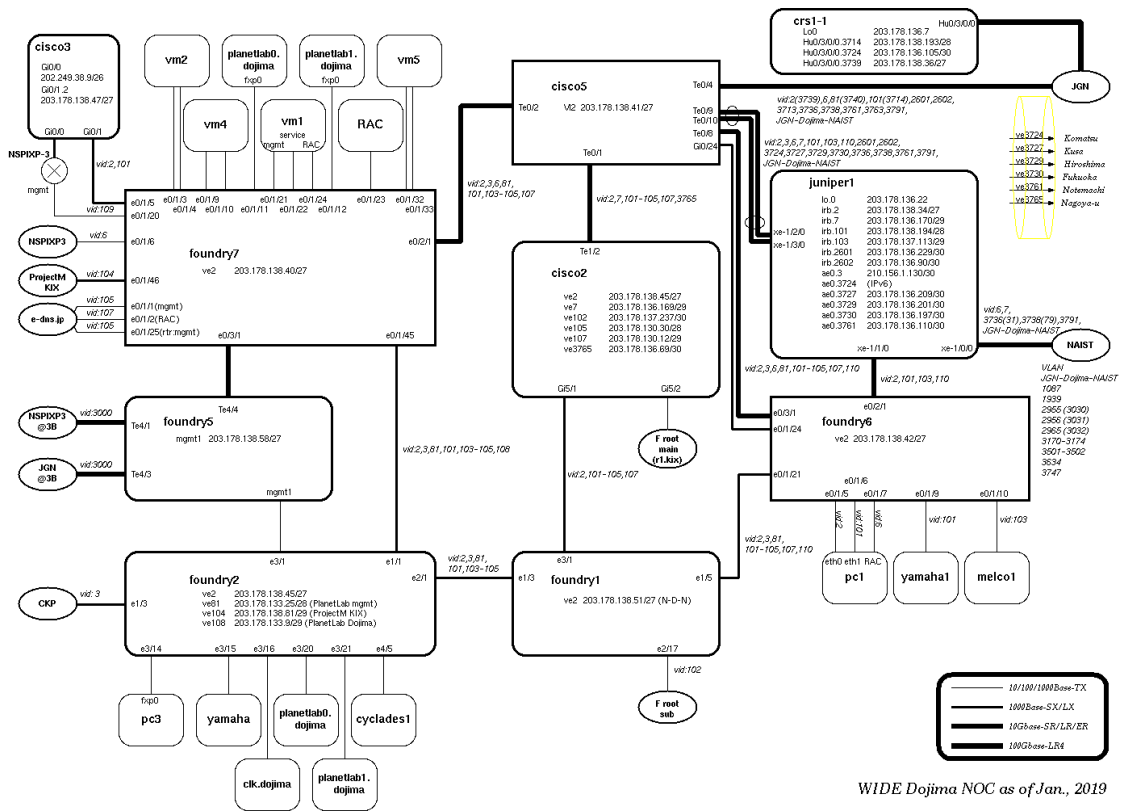 cisco3
Gi0/0
202.249.38.9/26
Gi0/1.2
203.178.138.47/27
Gi0/0
Gi0/1
NSPIXP-3
mgmt
vid:2,101
vm2
planetlab0.
dojima
fxp0
planetlab1.
dojima
fxp0
vm5
vm4
vm1
service
mgmt
RAC
RAC
cisco5
Te0/2
Vl2 203.178.138.41/27
Te0/4
Te0/9
Te0/10
Te0/8
Gi0/24
Te0/1
crs1-1
Hu0/3/0/0
Lo0 203.178.136.7
Hu0/3/0/0.3714 203.178.138.193/28
Hu0/3/0/0.3724 203.178.136.105/30
Hu0/3/0/0.3739 203.178.138.36/27
JGN
vid:2(3739),6,81(3740),101(3714),2601,2602,
3713,3736,3738,3761,3763,3791,
JGN-Dojima-NAIST
vid:2,3,6,7,101,103,110,2601,2602,
3724,3727,3729,3730,3736,3738,3761,3791,
JGN-Dojima-NAIST
ve3724 Komatsu
ve3727 Kusa
ve3729 Hiroshima
ve3730 Fukuoka
ve3761 Notemachi
ve3765 Nagoya-u
vid:109
e0/1/5
e0/1/20
e0/1/3
e0/1/4
e0/1/9
e0/1/10
e0/1/21
e0/1/11
e0/1/22
e0/1/24
e0/1/12
e0/1/23
e0/1/32
e0/1/33
vid:2,3,6,81,
101,103-105,107
NSPIXP3
vid:6
e0/1/6
foundry7
ve2 203.178.138.40/27
e0/2/1
ProjectM
KIX
vid:104
e0/1/46
e-dns.jp
vid:105
vid:107
vid:105
e0/1/1(mgmt)
e0/1/2(RAC)
e0/1/25(rtr:mgmt)
e0/3/1
e0/1/45
vid:2,7,101-105,107,3765
Te1/2
cisco2
ve2 203.178.138.45/27
ve7 203.178.136.169/29
ve102 203.178.137.237/30
ve105 203.178.130.30/28
ve107 203.178.130.12/29
ve3765 203.178.136.69/30
Gi5/1
Gi5/2
F root
main
(r1.kix)
juniper1
xe-1/2/0
xe-1/3/0
lo.0 203.178.136.22
irb.2 203.178.138.34/27
irb.7 203.178.136.170/29
irb.101 203.178.138.194/28
irb.103 203.178.137.113/29
irb.2601 203.178.136.229/30
irb.2602 203.178.136.90/30
ae0.3 210.156.1.130/30
ae0.3724 (IPv6)
ae0.3727 203.178.136.209/30
ae0.3729 203.178.136.201/30
ae0.3730 203.178.136.197/30
ae0.3761 203.178.136.110/30
xe-1/1/0
xe-1/0/0
vid:6,7,
3736(31),3738(79),3791,
JGN-Dojima-NAIST
NAIST
VLAN
JGN-Dojima-NAIST
1087
1939
2955 (3030)
2956 (3031)
2965 (3032)
3170-3174
3501-3502
3634
3747
vid:2,3,6,81,101-105,107,110
vid:2,101,103,110
NSPIXP3
@3B
vid:3000
JGN
@3B
vid:3000
Te4/4
foundry5
Te4/1
mgmt1 203.178.138.58/27
Te4/3
mgmt1
vid:2,3,81,101,103-105,108
vid:2,101-105,107
e0/3/1
e0/1/24
e0/2/1
foundry6
ve2 203.178.138.42/27
e0/1/21
e0/1/6
e0/1/5
e0/1/7
e0/1/9
e0/1/10
vid:2
vid:101
vid:6
vid:101
vid:103
eth0 eth1 RAC
pc1
yamaha1
melco1
vid:2,3,81,
101-105,107,110
CKP
vid: 3
e3/1
e1/1
e2/1
e1/3
foundry2
ve2 203.178.138.45/27
ve81 203.178.133.25/28 (PlanetLab mgmt)
ve104 203.178.138.81/29 (ProjectM KIX)
ve108 203.178.133.9/29 (PlanetLab Dojima)
e3/14
e3/15
e3/16
e3/20
e3/21
e4/5
vid:2,3,81,
101,103-105
e3/1
e1/3
foundry1
e1/5
ve2 203.178.138.51/27 (N-D-N)
e2/17
vid:102
F root
sub
fxp0
pc3
yamaha
planetlab0.
dojima
cyclades1
clk.dojima
planetlab1.
dojima
10/100/1000Base-TX
1000Base-SX/LX
10Gbase-SR/LR/ER
100Gbase-LR4
WIDE Dojima NOC as of Jan., 2019